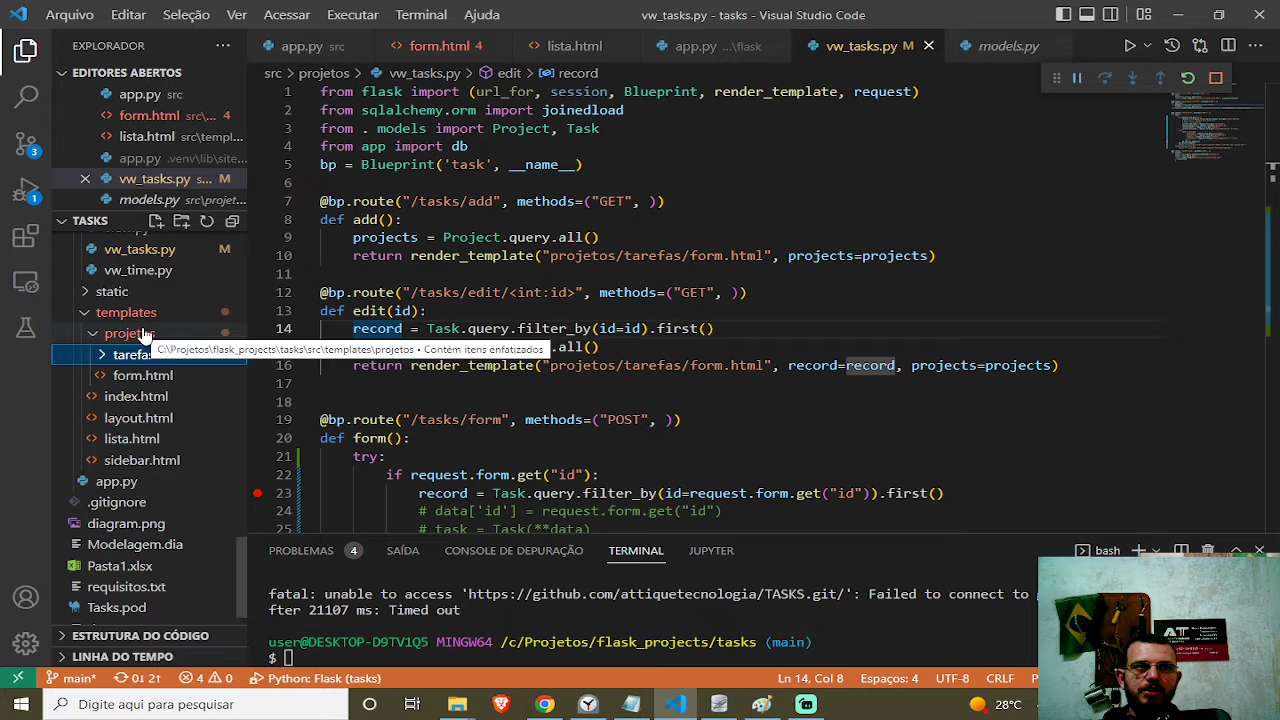 Arquivo Editar Seleção Ver Acessar Executar Terminal Ajuda vw_tasks.py - tasks - Visual Studio Code
EXPLORADOR
app.py src form.html 4 lista.html app.py ...\flask vw_tasks.py M models.py
EDITORES ABERTOS
app.py src
form.html src\... 4
lista.html src\templ...
app.py .venv\lib\site...
vw_tasks.py s... M
models.py src\projet...
TASKS
vw_tasks.py M
vw_time.py
static
templates
projetos
C:\Projetos\flask_projects\tasks\src\templates\projetos • Contém itens enfatizados
tarefa
form.html
index.html
layout.html
lista.html
sidebar.html
app.py
.gitignore
diagram.png
Modelagem.dia
Pasta1.xlsx
requisitos.txt
Tasks.pod
ESTRUTURA DO CÓDIGO
LINHA DO TEMPO
3
1
src > projetos > vw_tasks.py > edit > record
1 from flask import (url_for, session, Blueprint, render_template, request)
2 from sqlalchemy.orm import joinedload
3 from . models import Project, Task
4 from app import db
5 bp = Blueprint('task', __name__)
6
7 @bp.route("/tasks/add", methods=("GET", ))
8 def add():
9 projects = Project.query.all()
10 return render_template("projetos/tarefas/form.html", projects=projects)
11
12 @bp.route("/tasks/edit/<int:id>", methods=("GET", ))
13 def edit(id):
14 record = Task.query.filter_by(id=id).first()
.all()
16 return render_template("projetos/tarefas/form.html", record=record, projects=projects)
17
18
19 @bp.route("/tasks/form", methods=("POST", ))
20 def form():
21 try:
22 if request.form.get("id"):
23 record = Task.query.filter_by(id=request.form.get("id")).first()
24 # data['id'] = request.form.get("id")
25 # task = Task(**data)
PROBLEMAS 4 SAÍDA CONSOLE DE DEPURAÇÃO TERMINAL JUPYTER bash
fatal: unable to access 'https://github.com/attiquetecnologia/TASKS.git/': Failed to connect to
fter 21107 ms: Timed out
user@DESKTOP-D9TV1Q5 MINGW64 /c/Projetos/flask_projects/tasks (main)
$
AT
main* 0↓ 2↑ 4 0 Python: Flask (tasks) Ln 14, Col 8 Espaços: 4 UTF-8 CRLF
Digite aqui para pesquisar 28°C